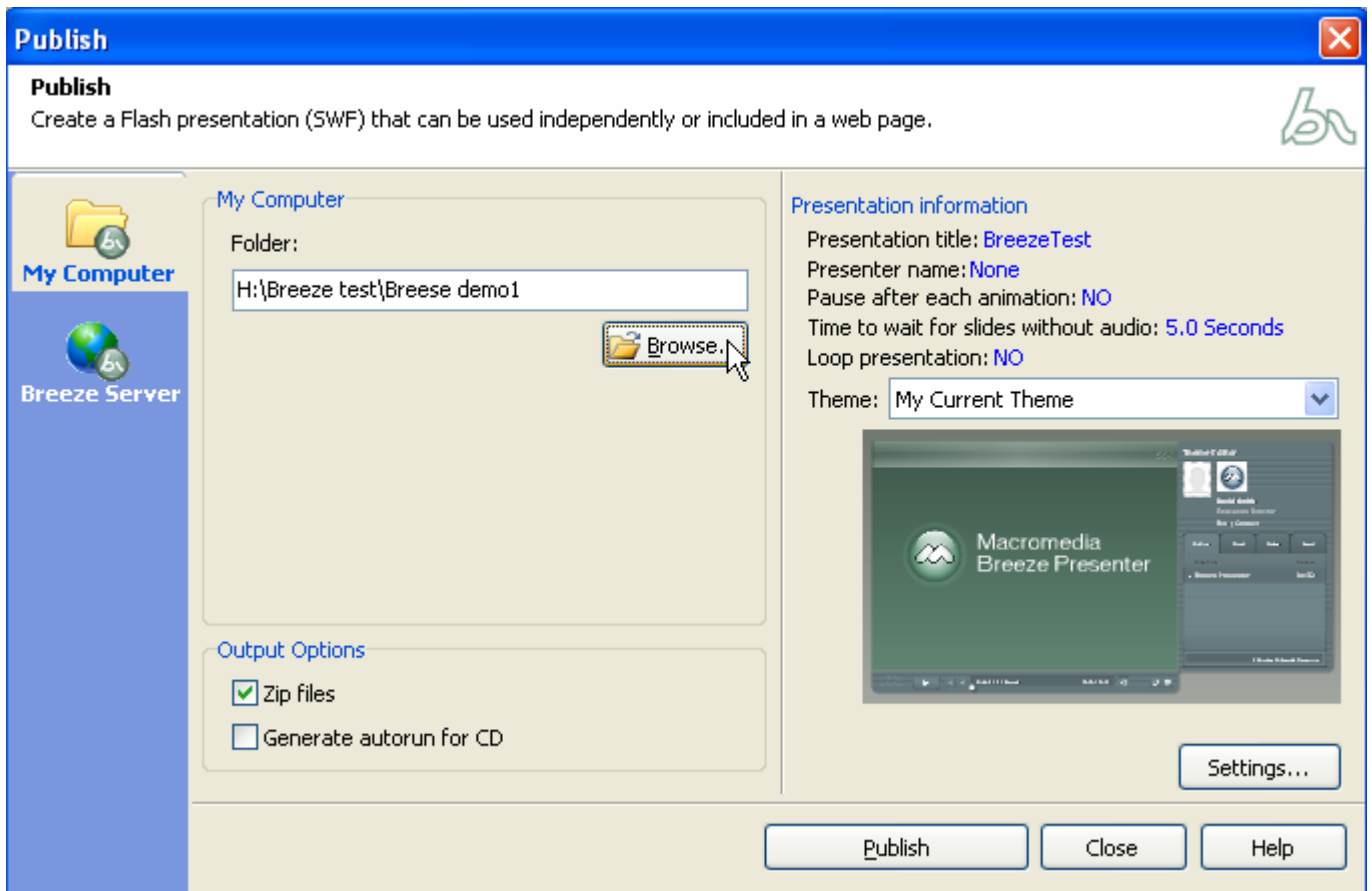 Publish
Publish
Create a Flash presentation (SWF) that can be used independently or included in a web page.
My Computer
Breeze Server
My Computer
Folder:
H:\Breeze test\Breese demo1
Browse..
Output Options
Zip files
Generate autorun for CD
Presentation information
Presentation title: BreezeTest
Presenter name: None
Pause after each animation: NO
Time to wait for slides without audio: 5.0 Seconds
Loop presentation: NO
Theme: My Current Theme
Macromedia
Breeze Presenter
Settings...
Publish
Close
Help